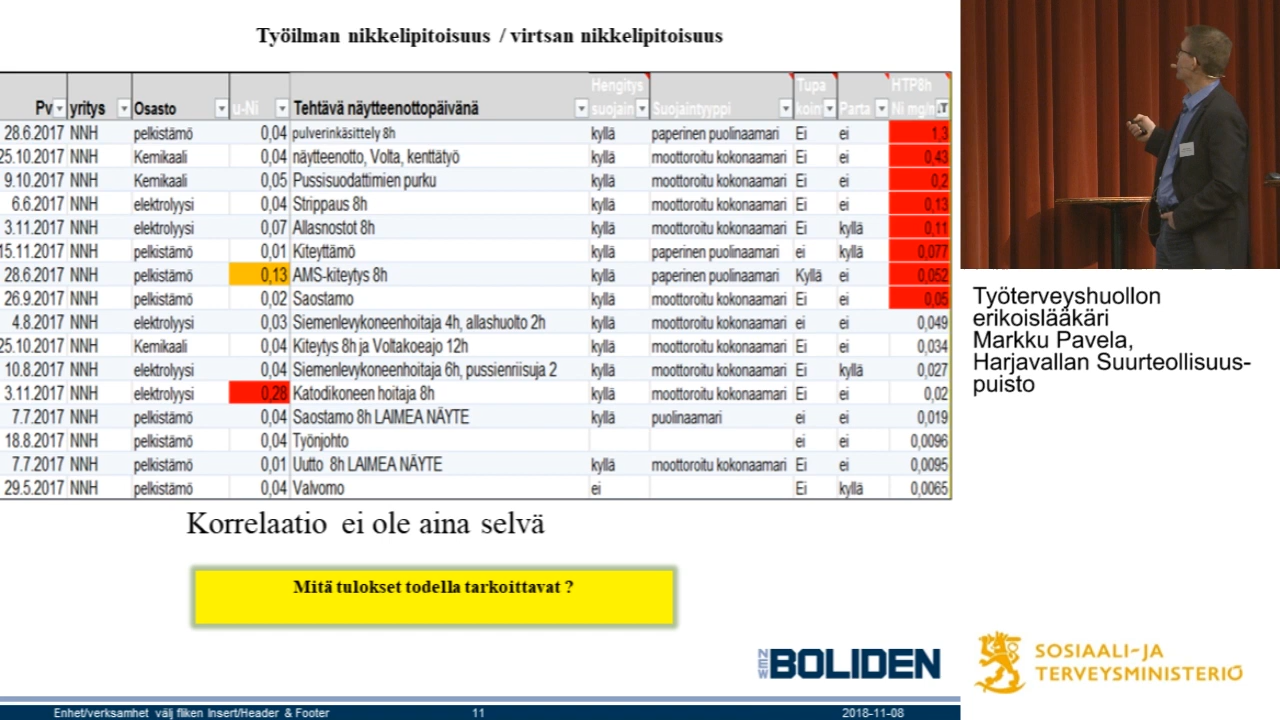 Työilman nikkelipitoisuus / virtsan nikkelipitoisuus
Pv yritys Osasto u-Ni Tehtävä näytteenottopäivänä Hengitys suojain Suojaintyyppi Tupa koin Parta HTP8h Ni mg/m
28.6.2017 NNH pelkistämö 0,04 pulverinkäsittely 8h kyllä paperinen puolinaamari Ei ei 1,3
25.10.2017 NNH Kemikaali 0,04 näytteenotto, Volta, kenttätyö kyllä moottoroitu kokonaamari Ei ei 0,43
9.10.2017 NNH Kemikaali 0,05 Pussisuodattimien purku kyllä moottoroitu kokonaamari Ei ei 0,2
6.6.2017 NNH elektrolyysi 0,04 Strippaus 8h kyllä moottoroitu kokonaamari Ei ei 0,13
3.11.2017 NNH elektrolyysi 0,07 Allasnostot 8h kyllä moottoroitu kokonaamari Ei kyllä 0,11
15.11.2017 NNH pelkistämö 0,01 Kiteyttämö kyllä paperinen puolinaamari ei kyllä 0,077
28.6.2017 NNH pelkistämö 0,13 AMS-kiteytys 8h kyllä paperinen puolinaamari Kyllä ei 0,052
26.9.2017 NNH pelkistämö 0,02 Saostamo kyllä moottoroitu kokonaamari Ei ei 0,05
4.8.2017 NNH elektrolyysi 0,03 Siemenlevykoneenhoitaja 4h, allashuolto 2h kyllä moottoroitu kokonaamari ei ei 0,049
25.10.2017 NNH Kemikaali 0,04 Kiteytys 8h ja Voltakoeajo 12h kyllä moottoroitu kokonaamari Ei ei 0,034
10.8.2017 NNH elektrolyysi 0,04 Siemenlevykoneenhoitaja 6h, pussienriisuja 2 kyllä moottoroitu kokonaamari Ei kyllä 0,027
3.11.2017 NNH elektrolyysi 0,28 Katodikoneen hoitaja 8h kyllä moottoroitu kokonaamari Ei ei 0,02
7.7.2017 NNH pelkistämö 0,04 Saostamo 8h LAIMEA NÄYTE kyllä puolinaamari ei ei 0,019
18.8.2017 NNH pelkistämö 0,04 Työnjohto ei ei 0,0096
7.7.2017 NNH pelkistämö 0,01 Uutto 8h LAIMEA NÄYTE kyllä moottoroitu kokonaamari Ei ei 0,0095
29.5.2017 NNH pelkistämö 0,04 Valvomo ei Ei kyllä 0,0065
Korrelaatio ei ole aina selvä
Mitä tulokset todella tarkoittavat ?
NEW BOLIDEN
Enhet/verksamhet välj fliken Insert/Header & Footer 11 2018-11-08
Työterveyshuollon
erikoislääkäri
Markku Pavela,
Harjavallan Suurteollisuus-
puisto
SOSIAALI- JA
TERVEYSMINISTERIÖ